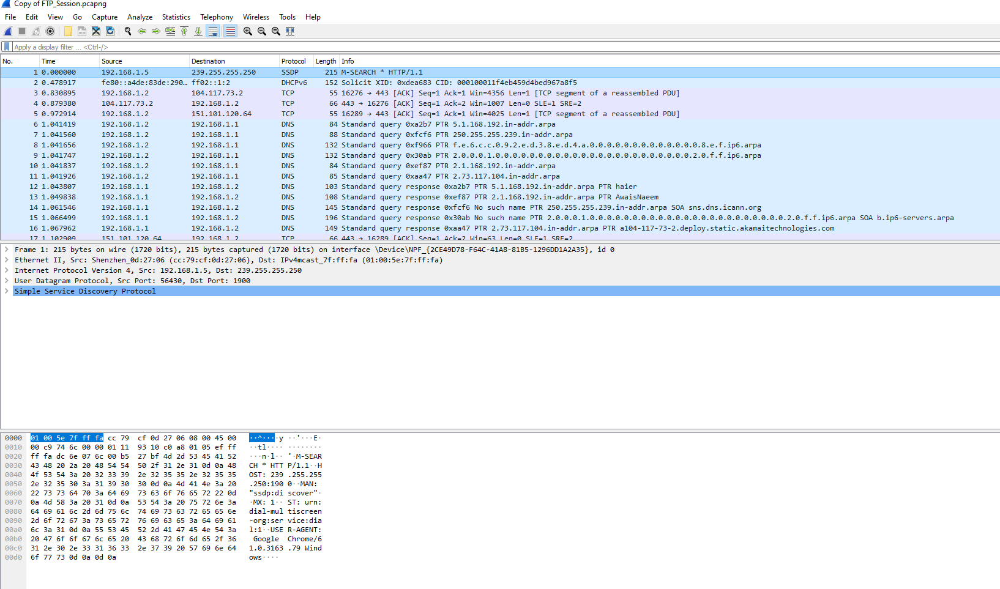 Copy of FTP_Session.pcapng
File Edit View Go Capture Analyze Statistics Telephony Wireless Tools Help
Apply a display filter ... <Ctrl-/>
No. Time Source Destination Protocol Length Info
1 0.000000 192.168.1.5 239.255.255.250 SSDP 215 M-SEARCH * HTTP/1.1
2 0.478917 fe80::a4de:83de:290… ff02::1:2 DHCPv6 152 Solicit XID: 0xdea683 CID: 000100011f4eb459d4bed967a8f5
3 0.830895 192.168.1.2 104.117.73.2 TCP 55 16276 → 443 [ACK] Seq=1 Ack=1 Win=4356 Len=1 [TCP segment of a reassembled PDU]
4 0.879380 104.117.73.2 192.168.1.2 TCP 66 443 → 16276 [ACK] Seq=1 Ack=2 Win=1007 Len=0 SLE=1 SRE=2
5 0.972914 192.168.1.2 151.101.120.64 TCP 55 16289 → 443 [ACK] Seq=1 Ack=1 Win=4025 Len=1 [TCP segment of a reassembled PDU]
6 1.041419 192.168.1.2 192.168.1.1 DNS 84 Standard query 0xa2b7 PTR 5.1.168.192.in-addr.arpa
7 1.041560 192.168.1.2 192.168.1.1 DNS 88 Standard query 0xfcf6 PTR 250.255.255.239.in-addr.arpa
8 1.041656 192.168.1.2 192.168.1.1 DNS 132 Standard query 0xf966 PTR f.e.6.c.c.0.9.2.e.d.3.8.e.d.4.a.0.0.0.0.0.0.0.0.0.0.0.0.0.8.e.f.ip6.arpa
9 1.041747 192.168.1.2 192.168.1.1 DNS 132 Standard query 0x30ab PTR 2.0.0.0.1.0.0.0.0.0.0.0.0.0.0.0.0.0.0.0.0.0.0.0.0.0.0.0.2.0.f.f.ip6.arpa
10 1.041837 192.168.1.2 192.168.1.1 DNS 84 Standard query 0xef87 PTR 2.1.168.192.in-addr.arpa
11 1.041926 192.168.1.2 192.168.1.1 DNS 85 Standard query 0xaa47 PTR 2.73.117.104.in-addr.arpa
12 1.043807 192.168.1.1 192.168.1.2 DNS 103 Standard query response 0xa2b7 PTR 5.1.168.192.in-addr.arpa PTR haier
13 1.049838 192.168.1.1 192.168.1.2 DNS 108 Standard query response 0xef87 PTR 2.1.168.192.in-addr.arpa PTR AwaisNaeem
14 1.061546 192.168.1.1 192.168.1.2 DNS 145 Standard query response 0xfcf6 No such name PTR 250.255.255.239.in-addr.arpa SOA sns.dns.icann.org
15 1.066499 192.168.1.1 192.168.1.2 DNS 196 Standard query response 0x30ab No such name PTR 2.0.0.0.1.0.0.0.0.0.0.0.0.0.0.0.0.0.0.0.0.0.0.0.0.0.0.0.2.0.f.f.ip6.arpa SOA b.ip6-servers.arpa
16 1.067962 192.168.1.1 192.168.1.2 DNS 149 Standard query response 0xaa47 PTR 2.73.117.104.in-addr.arpa PTR a104-117-73-2.deploy.static.akamaitechnologies.com
17 1.102909 151.101.120.64 192.168.1.2 TCP 66 443 → 16289 [ACK] Seq=1 Ack=2 Win=63 Len=0 SLE=1 SRE=2
Frame 1: 215 bytes on wire (1720 bits), 215 bytes captured (1720 bits) on interface \Device\NPF_{2CE49D78-F64C-41A8-81B5-1296DD1A2A35}, id 0
Ethernet II, Src: Shenzhen_0d:27:06 (cc:79:cf:0d:27:06), Dst: IPv4mcast_7f:ff:fa (01:00:5e:7f:ff:fa)
Internet Protocol Version 4, Src: 192.168.1.5, Dst: 239.255.255.250
User Datagram Protocol, Src Port: 56430, Dst Port: 1900
Simple Service Discovery Protocol
0000 01 00 5e 7f ff fa cc 79 cf 0d 27 06 08 00 45 00 ··^····y ··'···E·
0010 00 c9 74 6c 00 00 01 11 93 10 c0 a8 01 05 ef ff ··tl···· ········
0020 ff fa dc 6e 07 6c 00 b5 27 bf 4d 2d 53 45 41 52 ···n·l·· '·M-SEAR
0030 43 48 20 2a 20 48 54 54 50 2f 31 2e 31 0d 0a 48 CH * HTT P/1.1··H
0040 4f 53 54 3a 20 32 33 39 2e 32 35 35 2e 32 35 35 OST: 239 .255.255
0050 2e 32 35 30 3a 31 39 30 30 0d 0a 4d 41 4e 3a 20 .250:190 0··MAN:
0060 22 73 73 64 70 3a 64 69 73 63 6f 76 65 72 22 0d "ssdp:di scover"·
0070 0a 4d 58 3a 20 31 0d 0a 53 54 3a 20 75 72 6e 3a ·MX: 1·· ST: urn:
0080 64 69 61 6c 2d 6d 75 6c 74 69 73 63 72 65 65 6e dial-mul tiscreen
0090 2d 6f 72 67 3a 73 65 72 76 69 63 65 3a 64 69 61 -org:ser vice:dia
00a0 6c 3a 31 0d 0a 55 53 45 52 2d 41 47 45 4e 54 3a l:1··USE R-AGENT:
00b0 20 47 6f 6f 67 6c 65 20 43 68 72 6f 6d 65 2f 36 Google Chrome/6
00c0 31 2e 30 2e 33 31 36 33 2e 37 39 20 57 69 6e 64 1.0.3163 .79 Wind
00d0 6f 77 73 0d 0a 0d 0a ows····